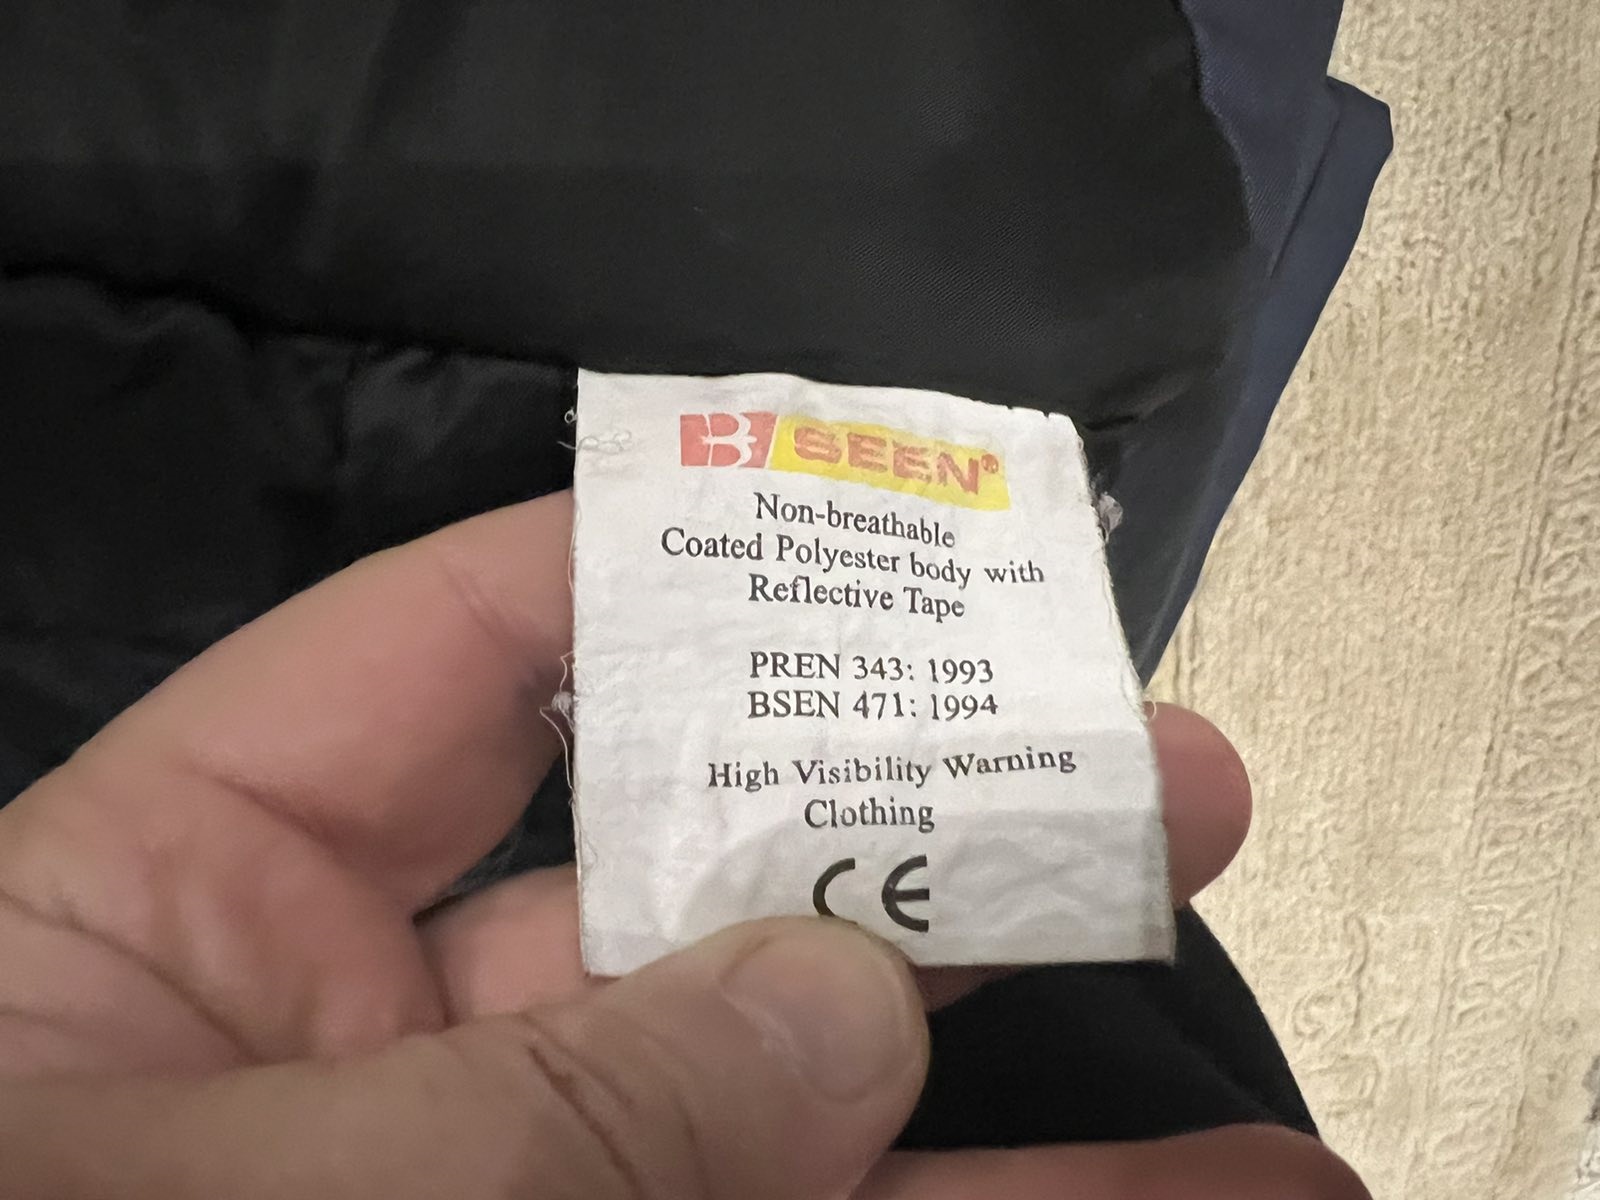 B SEEN®
Non-breathable
Coated Polyester body with
Reflective Tape
PREN 343: 1993
BSEN 471: 1994
High Visibility Warning
Clothing
CE